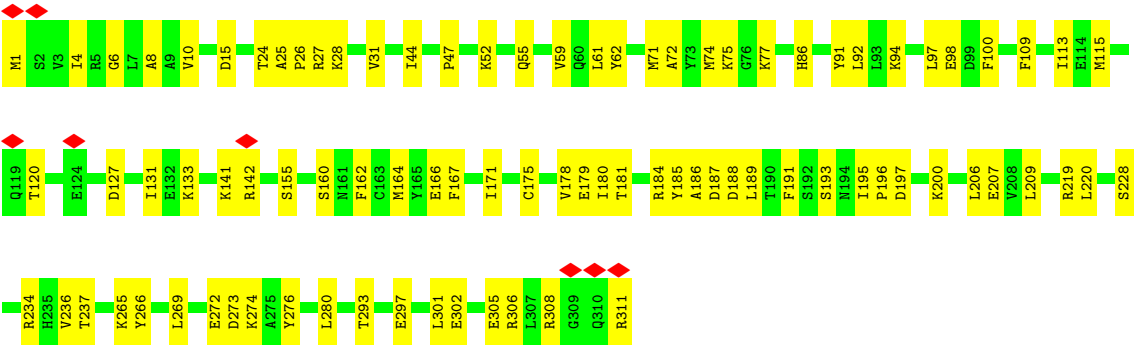 M1 S2 V3 I4 R5 G6 L7 A8 A9 V10 D15 T24 A25 P26 R27 K28 V31 I44 P47 K52 Q55 V59 Q60 L61 Y62 M71 A72 Y73 M74 K75 G76 K77 H86 Y91 L92 L93 K94 L97 E98 D99 F100 F109 I113 E114 M115
Q119 T120 E124 D127 I131 E132 K133 K141 R142 S155 S160 N161 F162 C163 M164 Y165 E166 F167 I171 C175 V178 E179 I180 T181 R184 Y185 A186 D187 D188 L189 T190 F191 S192 S193 N194 I195 P196 D197 K200 L206 E207 V208 L209 R219 L220 S228
R234 H235 V236 T237 K265 Y266 L269 E272 D273 K274 A275 Y276 L280 T293 E297 L301 E302 E305 R306 L307 R308 G309 Q310 R311